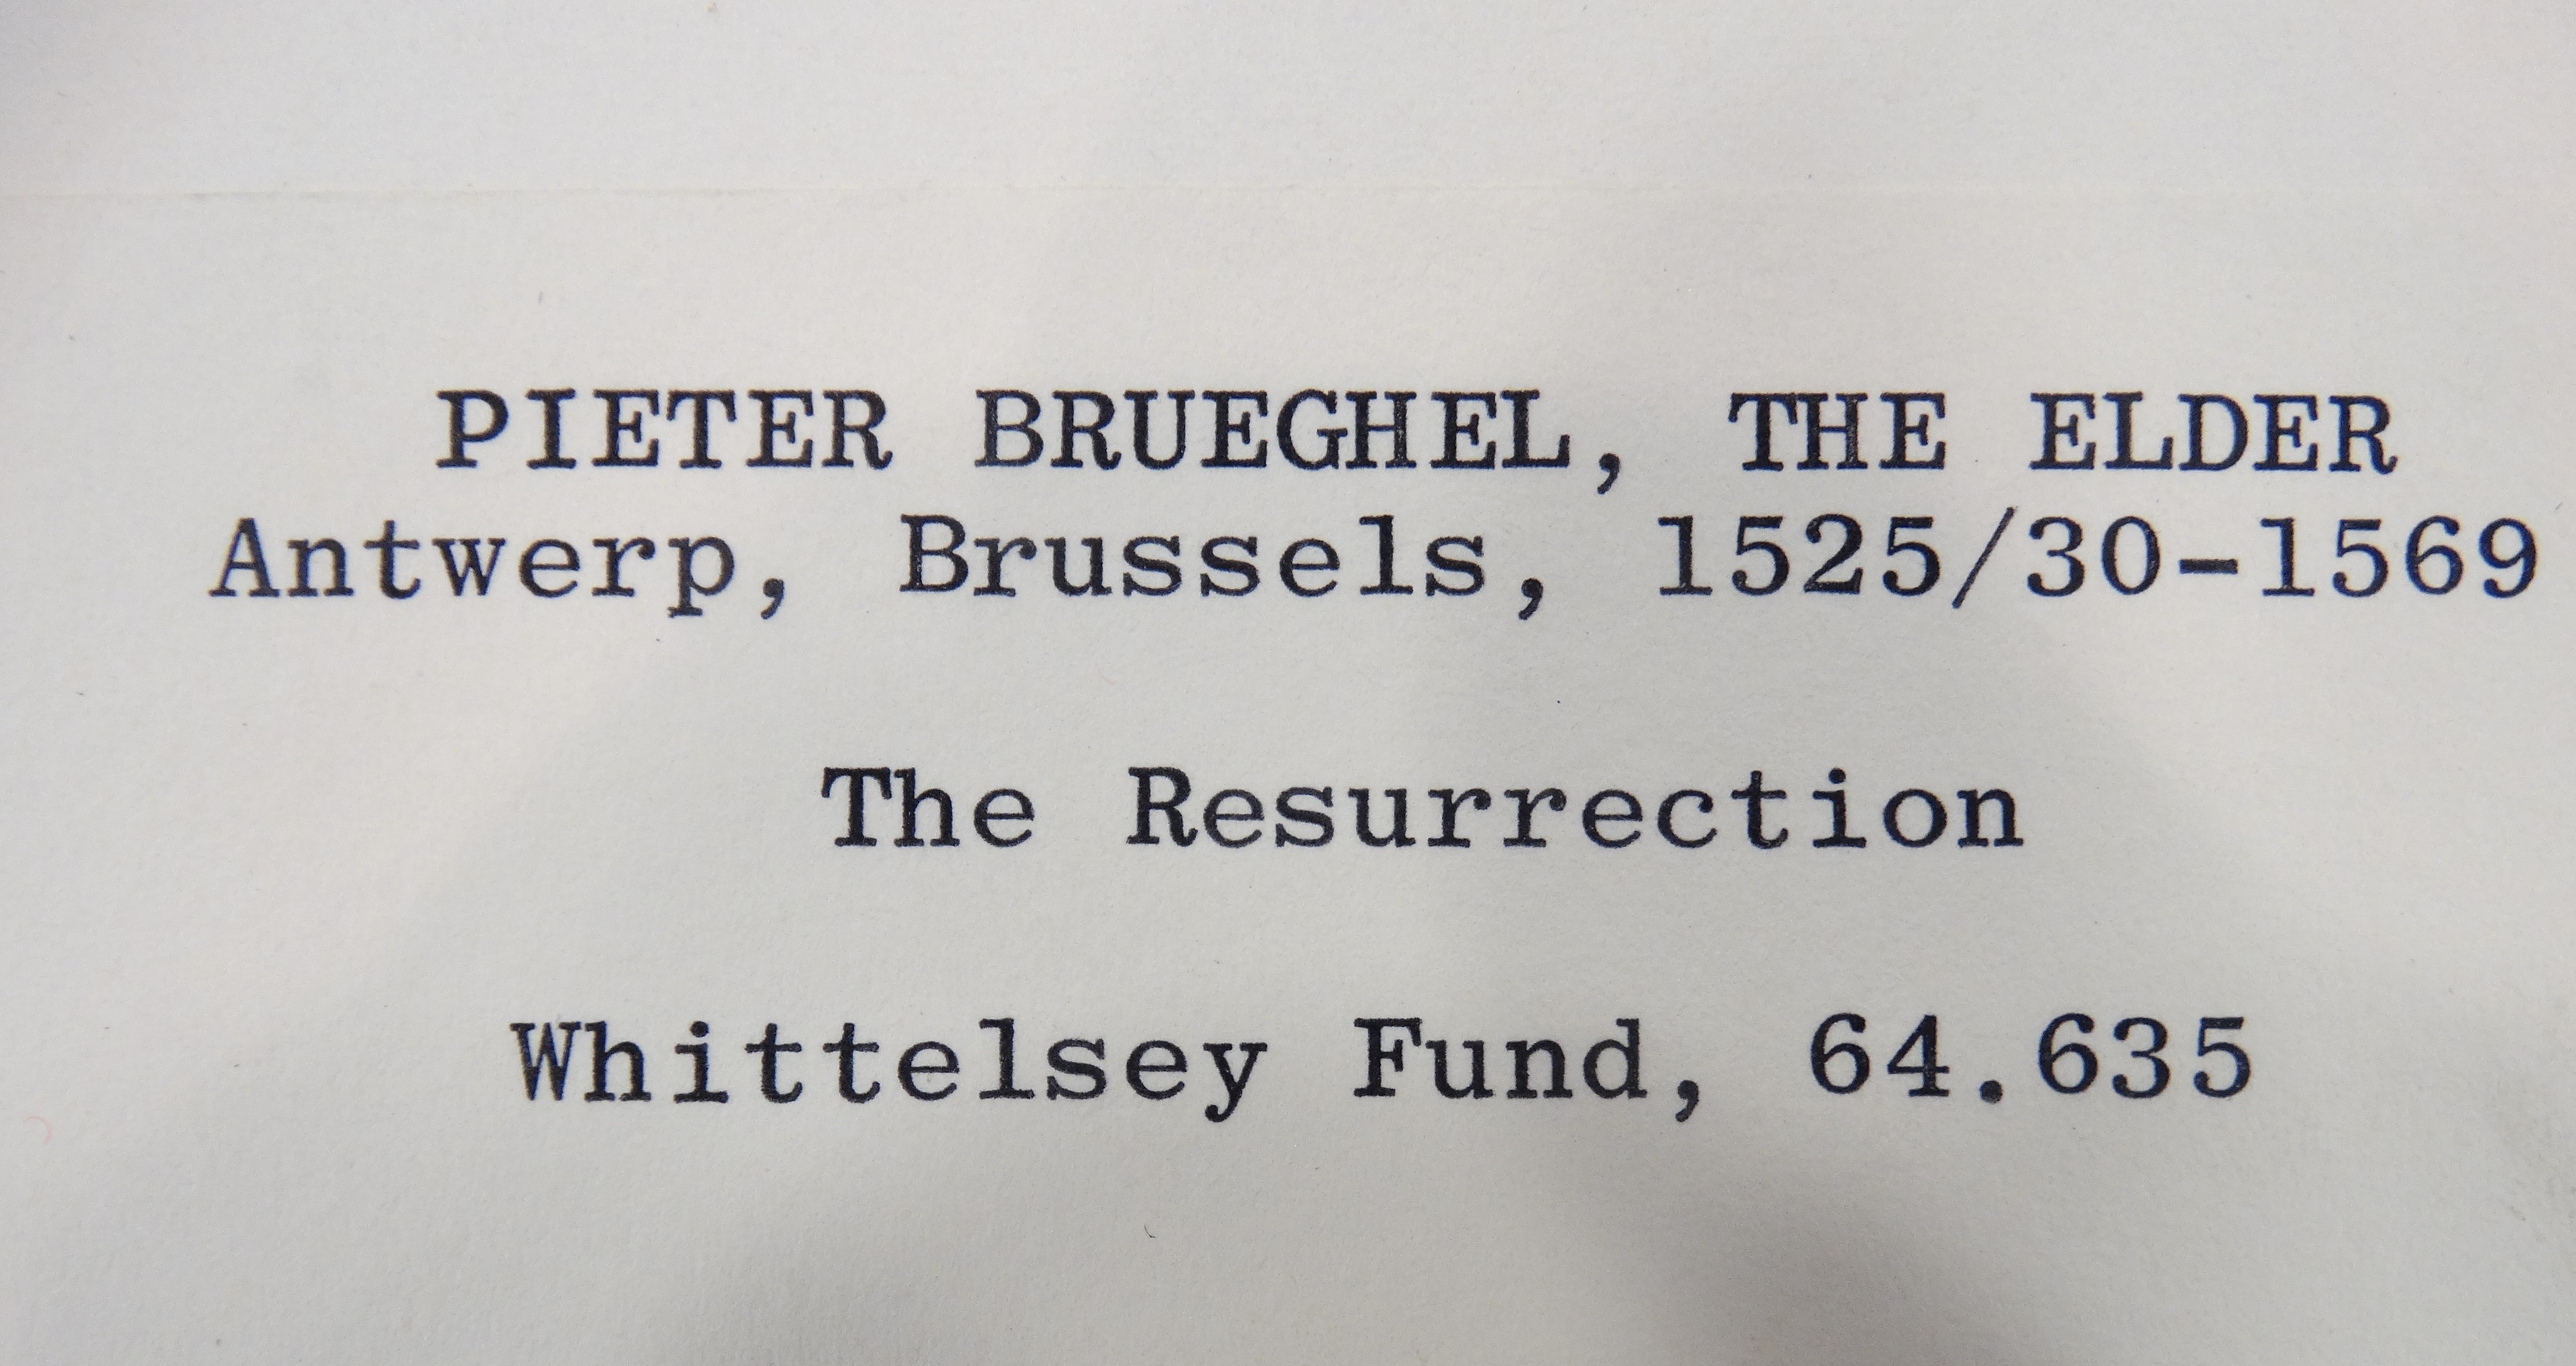 PIETER BRUEGHEL, THE ELDER
Antwerp, Brussels, 1525/30-1569
The Resurrection
Whittelsey Fund, 64.635